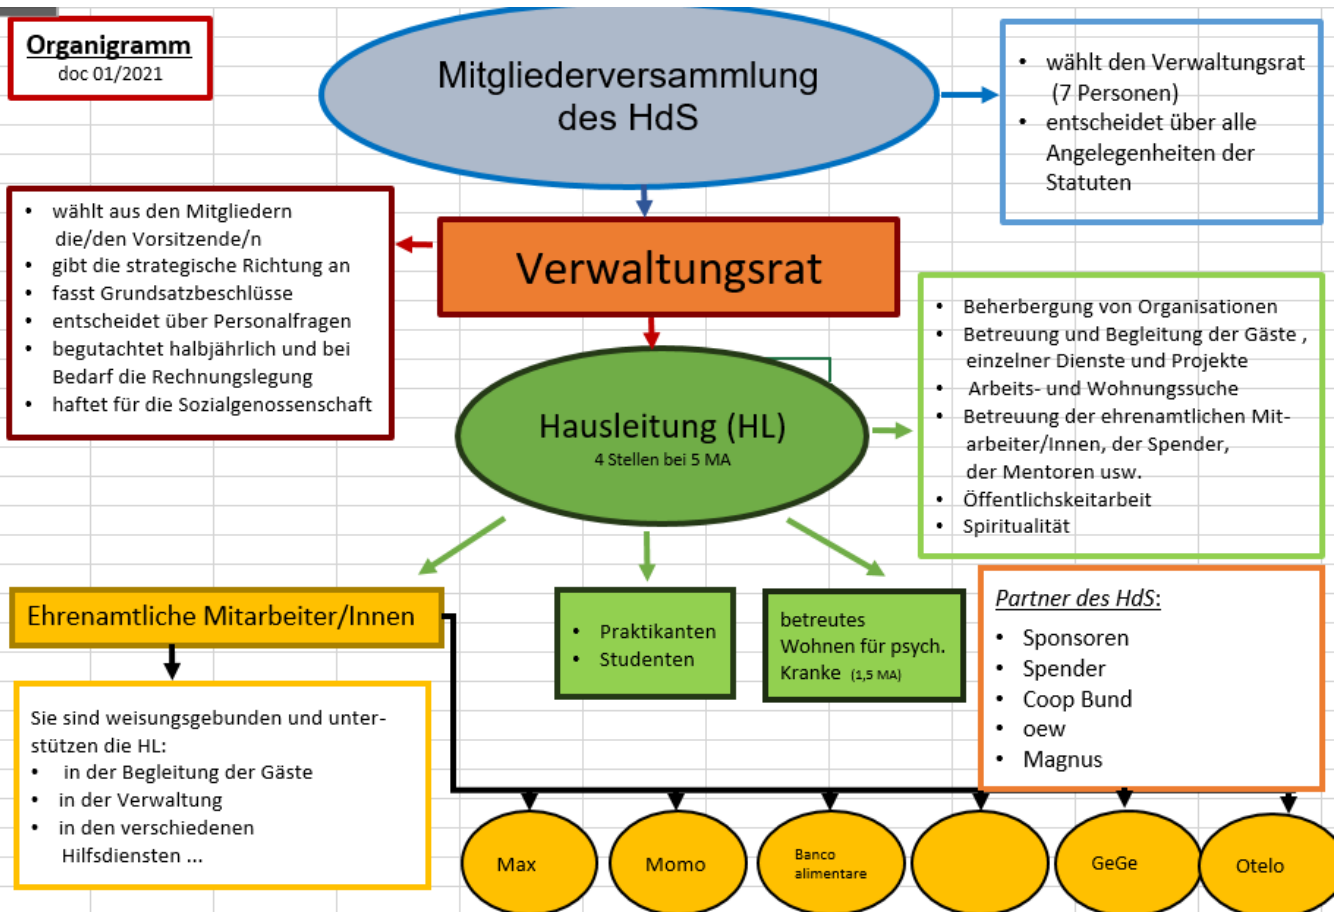 Organigramm
doc 01/2021
Mitgliederversammlung
des HdS
• wählt den Verwaltungsrat
(7 Personen)
• entscheidet über alle
Angelegenheiten der
Statuten
• wählt aus den Mitgliedern
die/den Vorsitzende/n
• gibt die strategische Richtung an
• fasst Grundsatzbeschlüsse
• entscheidet über Personalfragen
• begutachtet halbjährlich und bei
Bedarf die Rechnungslegung
• haftet für die Sozialgenossenschaft
Verwaltungsrat
• Beherbergung von Organisationen
• Betreuung und Begleitung der Gäste ,
einzelner Dienste und Projekte
• Arbeits- und Wohnungssuche
• Betreuung der ehrenamtlichen Mit-
arbeiter/Innen, der Spender,
der Mentoren usw.
• Öffentlichskeitarbeit
• Spiritualität
Hausleitung (HL)
4 Stellen bei 5 MA
Ehrenamtliche Mitarbeiter/Innen
• Praktikanten
• Studenten
betreutes
Wohnen für psych.
Kranke (1,5 MA)
Partner des HdS:
• Sponsoren
• Spender
• Coop Bund
• oew
• Magnus
Sie sind weisungsgebunden und unter-
stützen die HL:
• in der Begleitung der Gäste
• in der Verwaltung
• in den verschiedenen
Hilfsdiensten ...
Max
Momo
Banco
alimentare
GeGe
Otelo